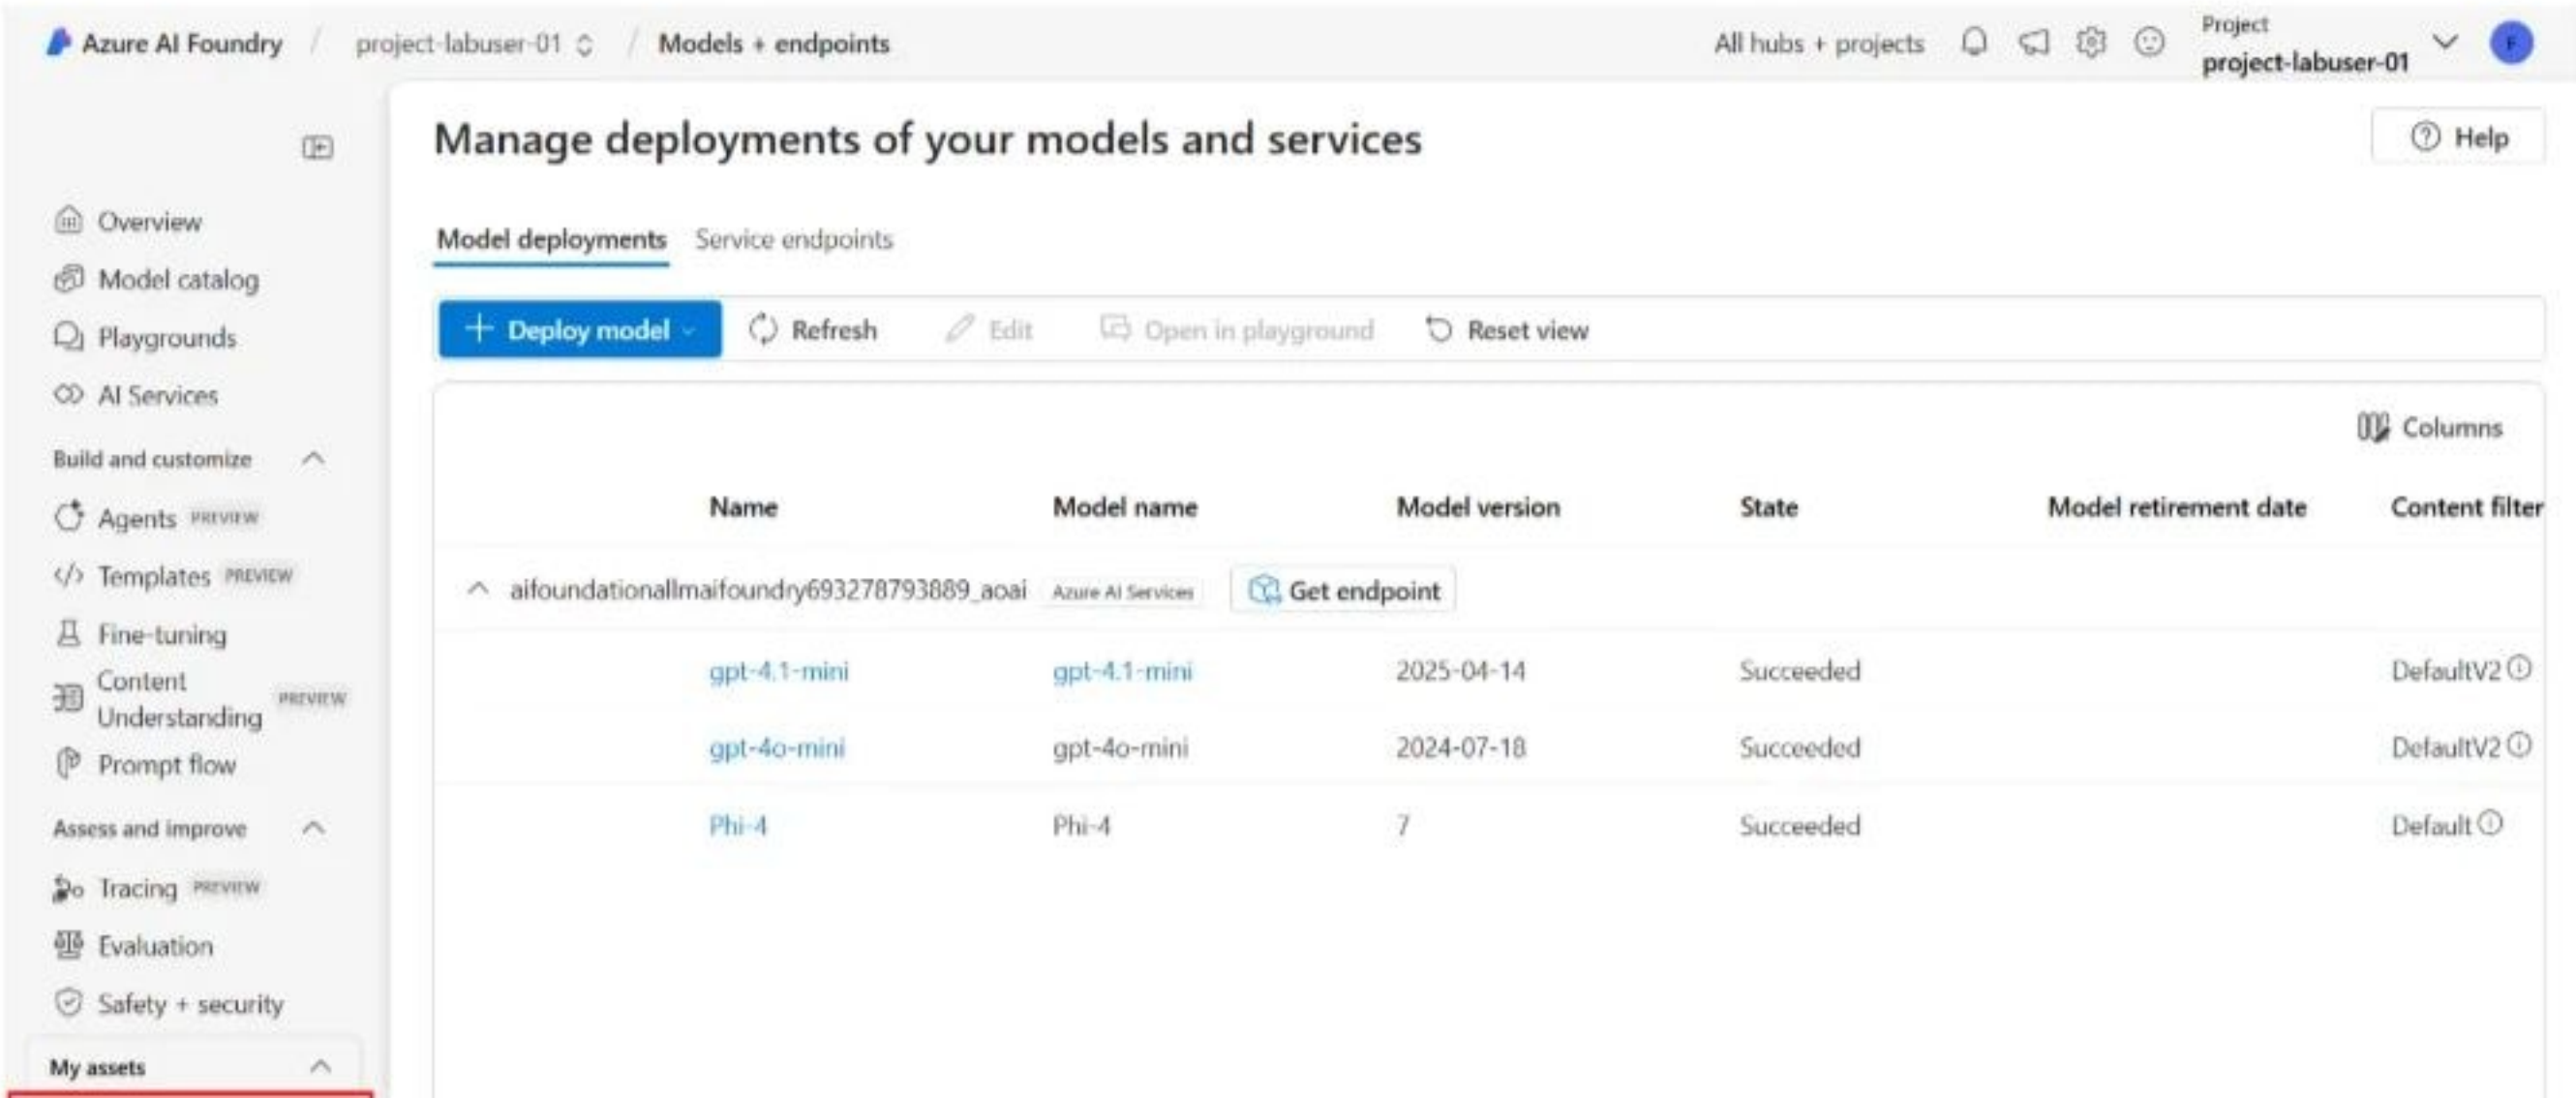 Azure AI Foundry / project-labuser-01 / Models + endpoints
All hubs + projects
Project
project-labuser-01
F
Manage deployments of your models and services
Help
Overview
Model catalog
Playgrounds
AI Services
Build and customize
Agents PREVIEW
Templates PREVIEW
Fine-tuning
Content
Understanding PREVIEW
Prompt flow
Assess and improve
Tracing PREVIEW
Evaluation
Safety + security
My assets
Model deployments Service endpoints
+ Deploy model Refresh Edit Open in playground Reset view
Columns
Name Model name Model version State Model retirement date Content filter
aifoundationallmaifoundry693278793889_aoai Azure AI Services Get endpoint
gpt-4.1-mini gpt-4.1-mini 2025-04-14 Succeeded DefaultV2
gpt-4o-mini gpt-4o-mini 2024-07-18 Succeeded DefaultV2
Phi-4 Phi-4 7 Succeeded Default